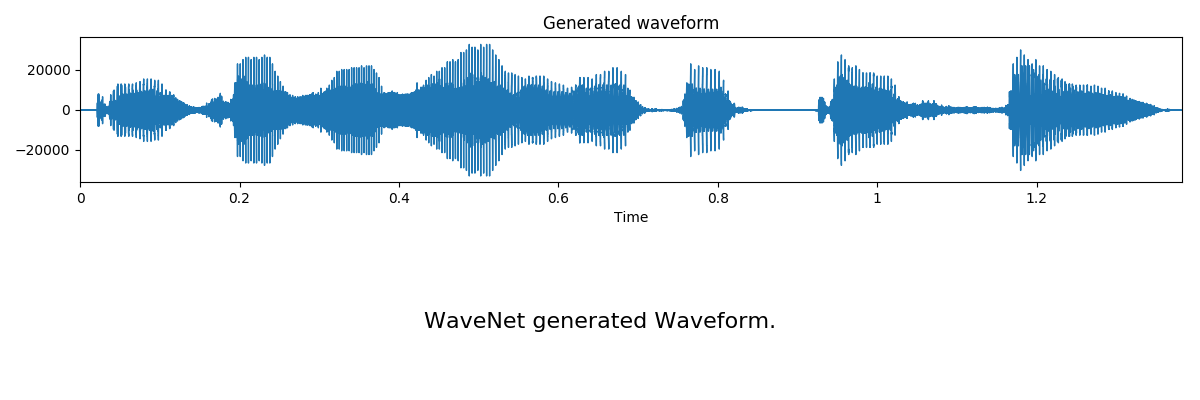 Generated waveform
20000
0
−20000
0 0.2 0.4 0.6 0.8 1 1.2
Time
WaveNet generated Waveform.